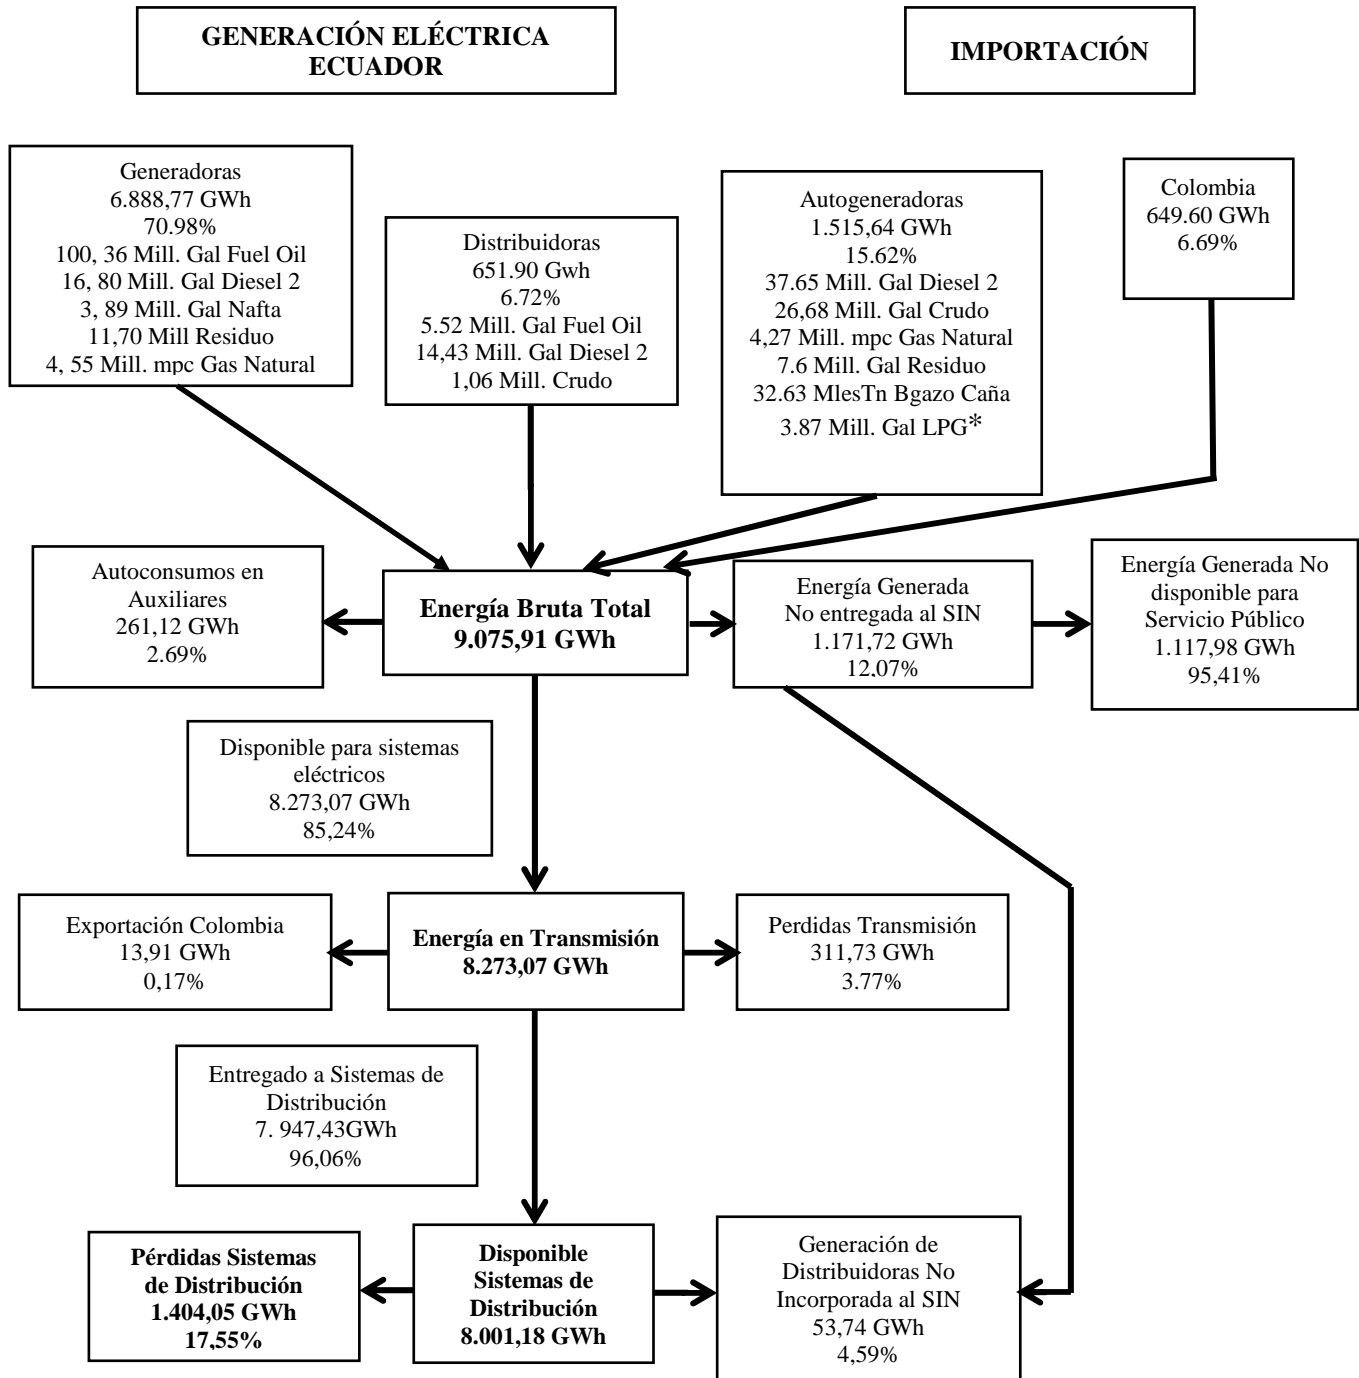 GENERACIÓN ELÉCTRICA
ECUADOR
IMPORTACIÓN
Generadoras
6.888,77 GWh
70.98%
100, 36 Mill. Gal Fuel Oil
16, 80 Mill. Gal Diesel 2
3, 89 Mill. Gal Nafta
11,70 Mill Residuo
4, 55 Mill. mpc Gas Natural
Distribuidoras
651.90 Gwh
6.72%
5.52 Mill. Gal Fuel Oil
14,43 Mill. Gal Diesel 2
1,06 Mill. Crudo
Autogeneradoras
1.515,64 GWh
15.62%
37.65 Mill. Gal Diesel 2
26,68 Mill. Gal Crudo
4,27 Mill. mpc Gas Natural
7.6 Mill. Gal Residuo
32.63 MlesTn Bgazo Caña
3.87 Mill. Gal LPG*
Colombia
649.60 GWh
6.69%
Autoconsumos en
Auxiliares
261,12 GWh
2.69%
Energía Bruta Total
9.075,91 GWh
Energía Generada
No entregada al SIN
1.171,72 GWh
12,07%
Energía Generada No
disponible para
Servicio Público
1.117,98 GWh
95,41%
Disponible para sistemas
eléctricos
8.273,07 GWh
85,24%
Exportación Colombia
13,91 GWh
0,17%
Energía en Transmisión
8.273,07 GWh
Perdidas Transmisión
311,73 GWh
3.77%
Entregado a Sistemas de
Distribución
7. 947,43GWh
96,06%
Pérdidas Sistemas
de Distribución
1.404,05 GWh
17,55%
Disponible
Sistemas de
Distribución
8.001,18 GWh
Generación de
Distribuidoras No
Incorporada al SIN
53,74 GWh
4,59%